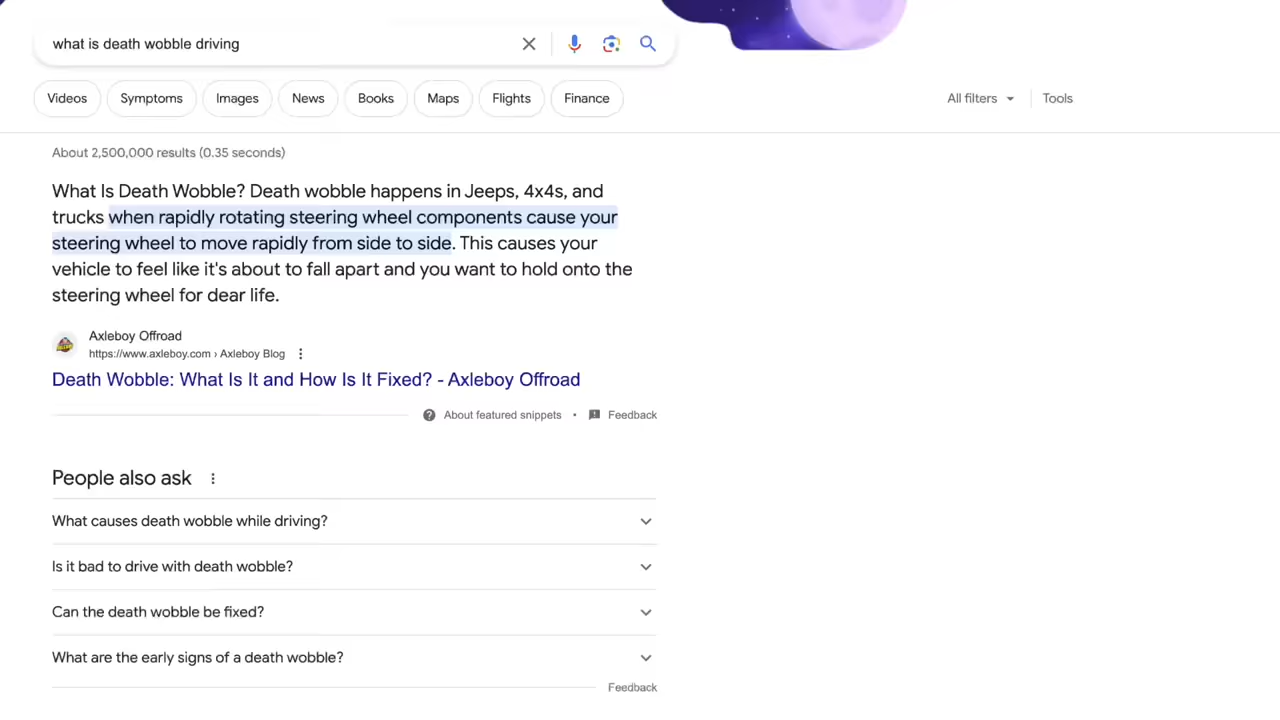 what is death wobble driving
Videos
Symptoms
Images
News
Books
Maps
Flights
Finance
All filters
Tools
About 2,500,000 results (0.35 seconds)
What Is Death Wobble? Death wobble happens in Jeeps, 4x4s, and
trucks when rapidly rotating steering wheel components cause your
steering wheel to move rapidly from side to side. This causes your
vehicle to feel like it's about to fall apart and you want to hold onto the
steering wheel for dear life.
Axleboy Offroad
https://www.axleboy.com › Axleboy Blog
Death Wobble: What Is It and How Is It Fixed? - Axleboy Offroad
About featured snippets • Feedback
People also ask
What causes death wobble while driving?
Is it bad to drive with death wobble?
Can the death wobble be fixed?
What are the early signs of a death wobble?
Feedback